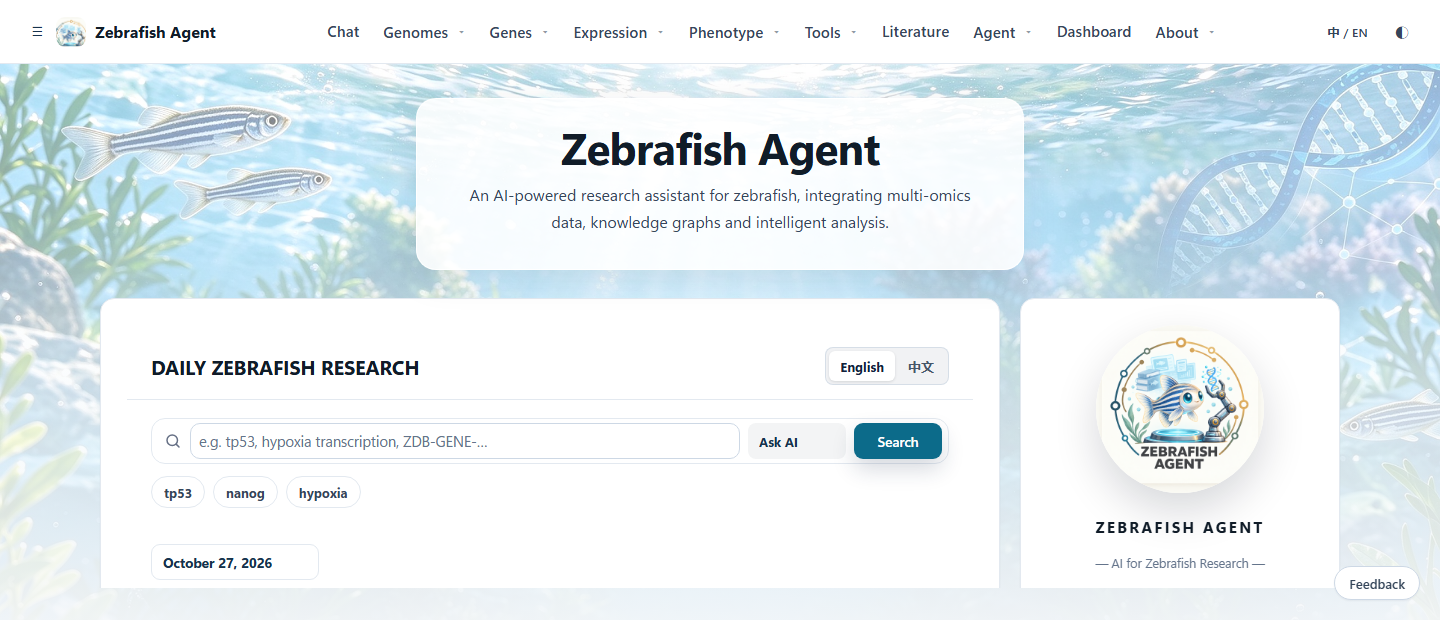 ☰ Zebrafish Agent Chat Genomes Genes Expression Phenotype Tools Literature Agent Dashboard About 中 / EN
Zebrafish Agent
An AI-powered research assistant for zebrafish, integrating multi-omics
data, knowledge graphs and intelligent analysis.
DAILY ZEBRAFISH RESEARCH
English 中文
e.g. tp53, hypoxia transcription, ZDB-GENE-... Ask AI Search
tp53 nanog hypoxia
October 27, 2026
ZEBRAFISH
AGENT
ZEBRAFISH AGENT
— AI for Zebrafish Research —
Feedback